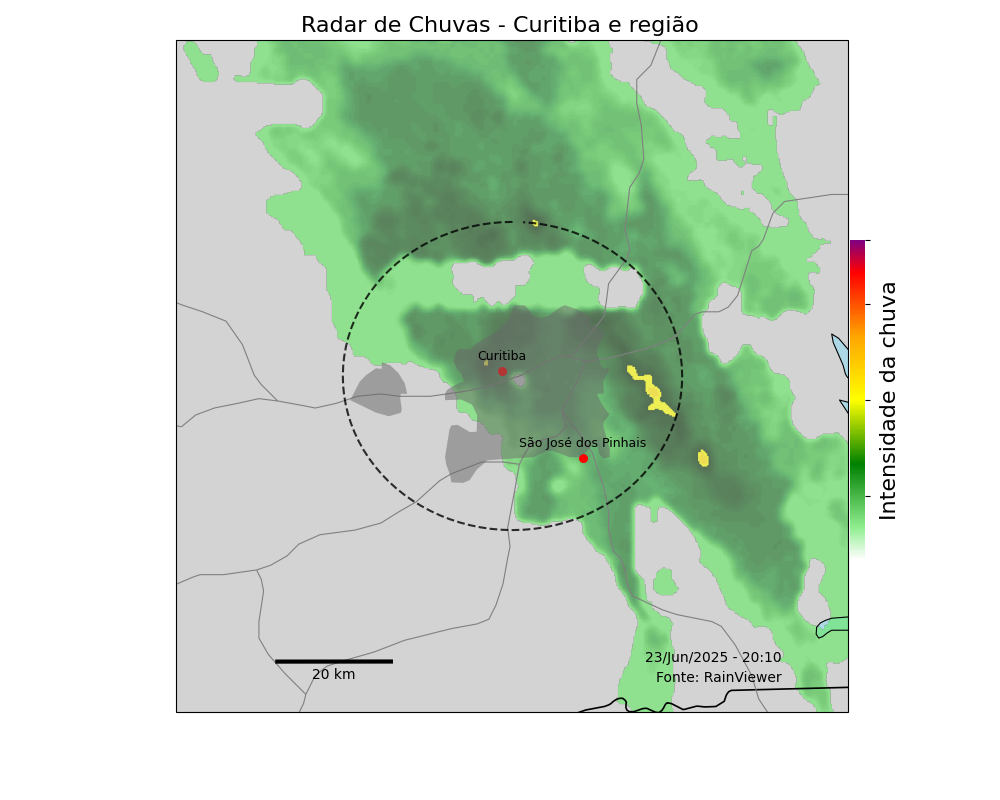 Radar de Chuvas - Curitiba e região
Curitiba
São José dos Pinhais
Intensidade da chuva
23/Jun/2025 - 20:10
Fonte: RainViewer
20 km